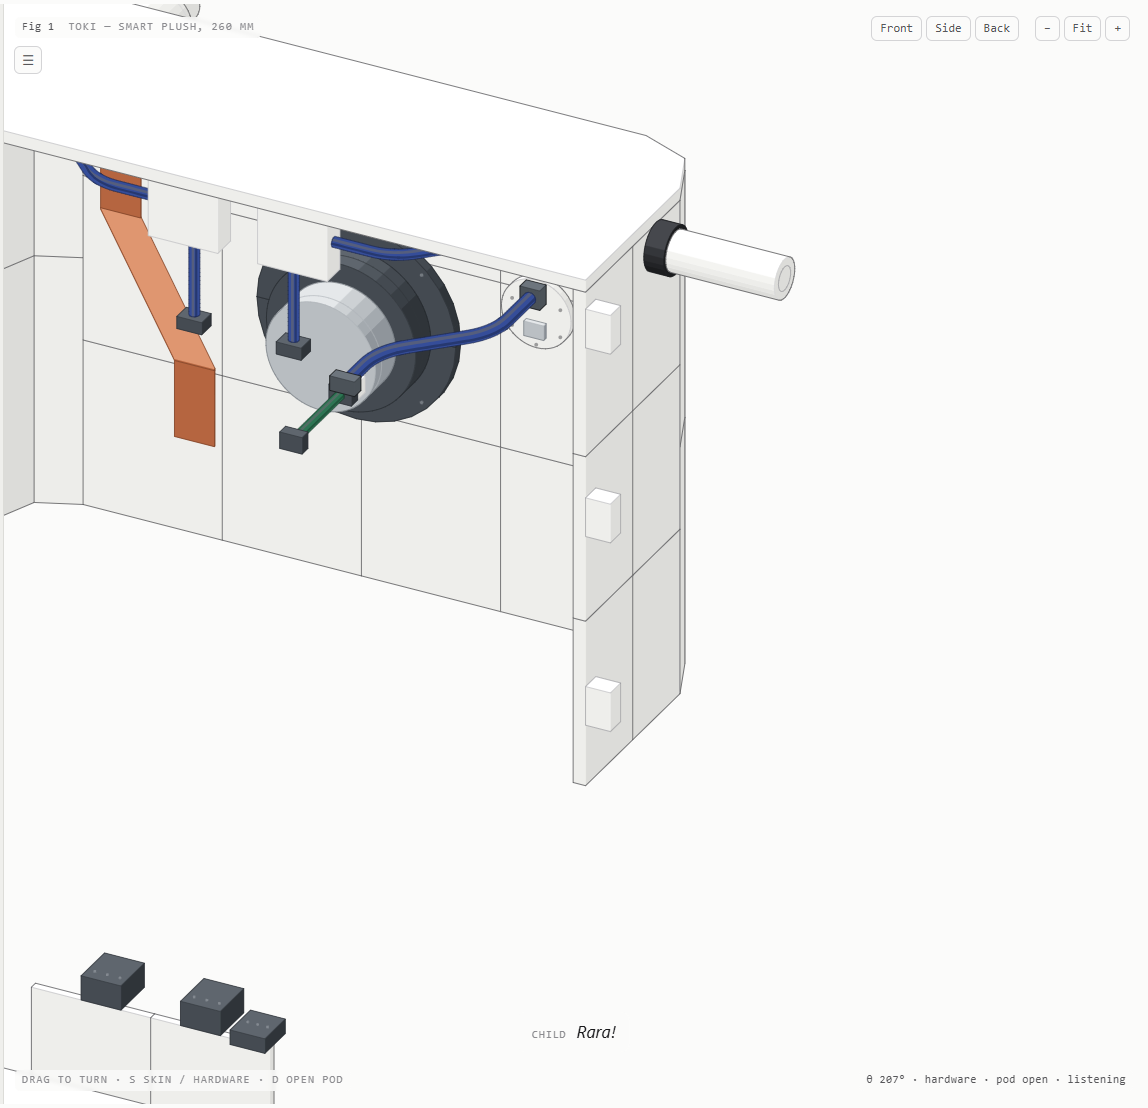 Fig 1 TOKI — SMART PLUSH, 260 MM
Front Side Back − Fit +
CHILD Rara!
DRAG TO TURN · S SKIN / HARDWARE · D OPEN POD
θ 207° · hardware · pod open · listening